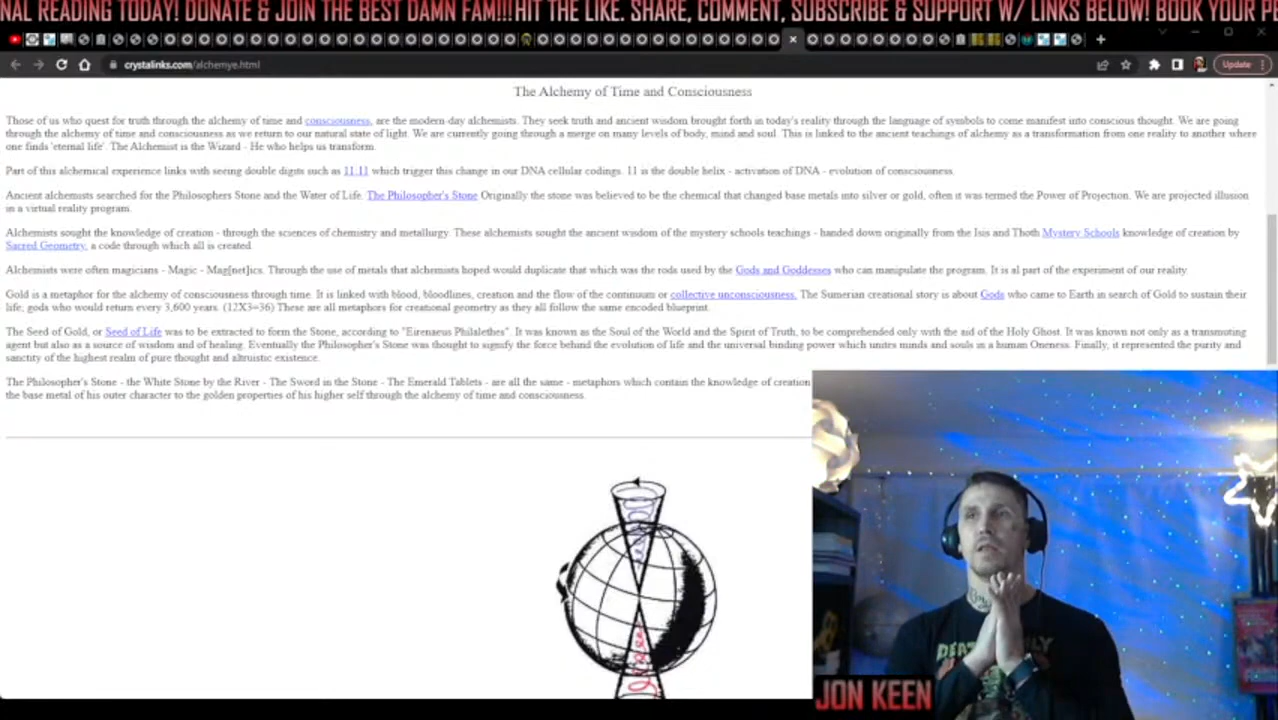 NAL READING TODAY! DONATE & JOIN THE BEST DAMN FAM!!! HIT THE LIKE. SHARE, COMMENT, SUBSCRIBE & SUPPORT W/ LINKS BELOW! BOOK YOUR
crystalinks.com/alchemye.html
Update
The Alchemy of Time and Consciousness
Those of us who quest for truth through the alchemy of time and consciousness, are the modern-day alchemists. They seek truth and ancient wisdom brought forth in today's reality through the language of symbols to come manifest into conscious thought. We are going
through the alchemy of time and consciousness as we return to our natural state of light. We are currently going through a merge on many levels of body, mind and soul. This is linked to the ancient teachings of alchemy as a transformation from one reality to another where
one finds 'eternal life'. The Alchemist is the Wizard - He who helps us transform.
Part of this alchemical experience links with seeing double digits such as 11.11 which trigger this change in our DNA cellular codings. 11 is the double helix - activation of DNA - evolution of consciousness.
Ancient alchemists searched for the Philosophers Stone and the Water of Life. The Philosopher's Stone Originally the stone was believed to be the chemical that changed base metals into silver or gold, often it was termed the Power of Projection. We are projected illusion
in a virtual reality program.
Alchemists sought the knowledge of creation - through the sciences of chemistry and metallurgy. These alchemists sought the ancient wisdom of the mystery schools teachings - handed down originally from the Isis and Thoth Mystery Schools knowledge of creation by
Sacred Geometry, a code through which all is created
Alchemists were often magicians - Magic - Mag[net]ics. Through the use of metals that alchemists hoped would duplicate that which was the rods used by the Gods and Goddesses who can manipulate the program. It is al part of the experiment of our reality
Gold is a metaphor for the alchemy of consciousness through time. It is linked with blood, bloodlines, creation and the flow of the continuum or collective unconsciousness. The Sumerian creational story is about Gods who came to Earth in search of Gold to sustain their
life, gods who would return every 3,600 years. (12X3=36) These are all metaphors for creational geometry as they all follow the same encoded blueprint.
The Seed of Gold, or Seed of Life was to be extracted to form the Stone, according to "Eirenaeus Philalethes". It was known as the Soul of the World and the Spirit of Truth, to be comprehended only with the aid of the Holy Ghost. It was known not only as a transmuting
agent but also as a source of wisdom and of healing. Eventually the Philosopher's Stone was thought to signify the force behind the evolution of life and the universal binding power which unites minds and souls in a human Oneness. Finally, it represented the purity and
sanctity of the highest realm of pure thought and altruistic existence.
The Philosopher's Stone - the White Stone by the River - The Sword in the Stone - The Emerald Tablets - are all the same - metaphors which contain the knowledge of creation
the base metal of his outer character to the golden properties of his higher self through the alchemy of time and consciousness.
JON KEEN